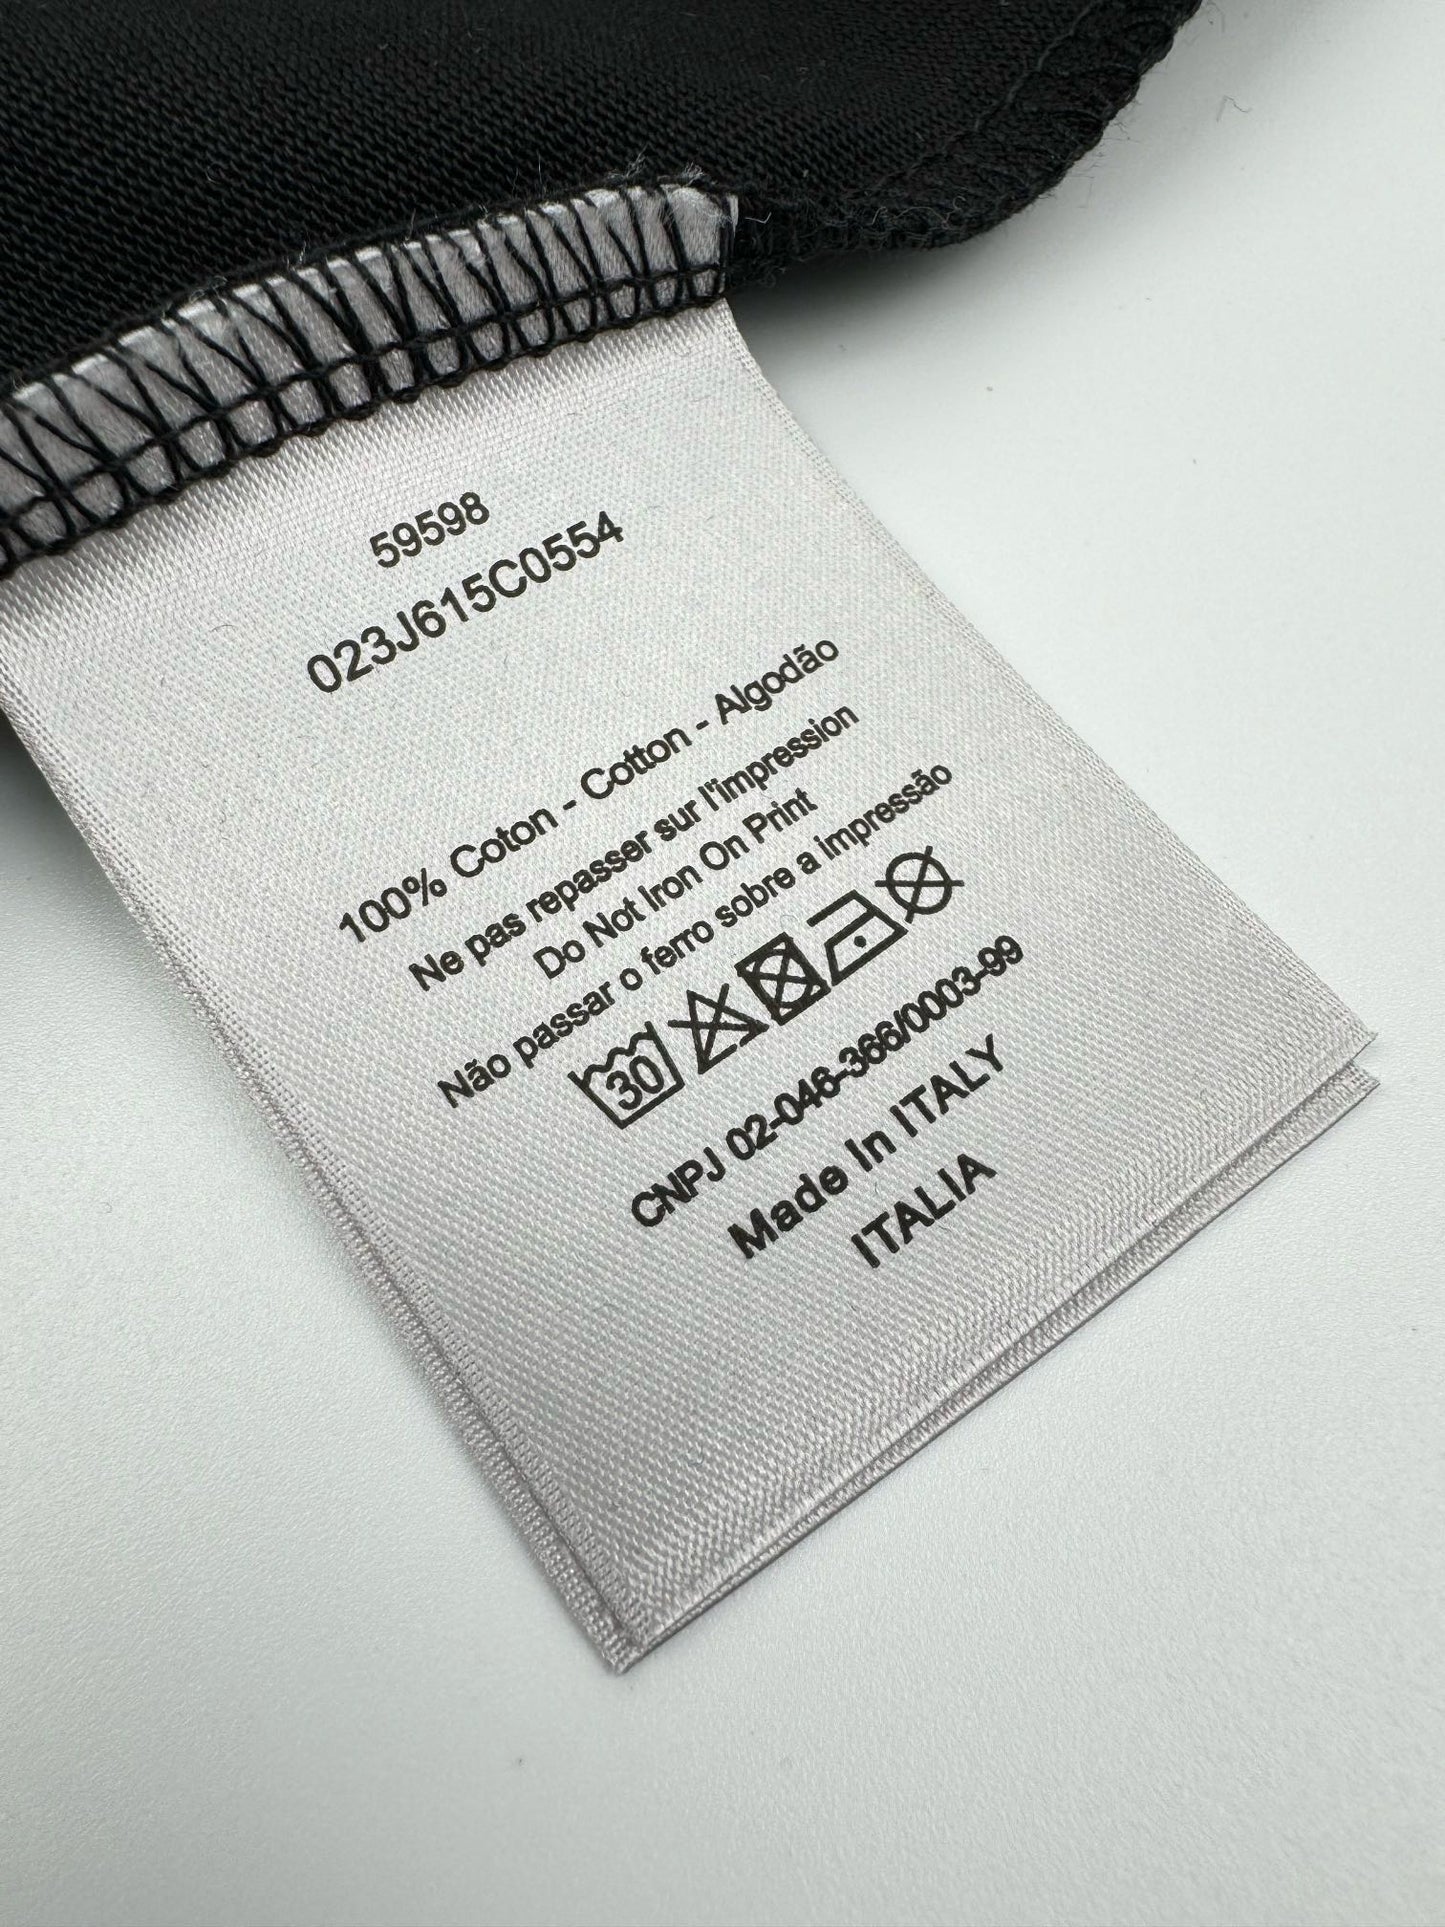 59598
023J615C0554
100% Coton - Cotton - Algodão
Ne pas repasser sur l'impression
Do Not Iron On Print
Não passar o ferro sobre a impressão
30
CNPJ 02-046-366/0003-99
Made In ITALY
ITALIA